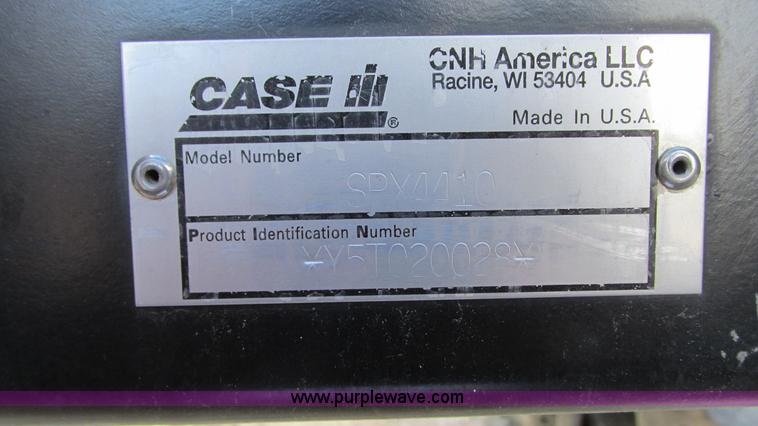 CASE IH®
CNH America LLC
Racine, WI 53404 U.S.A
Made In U.S.A.
Model Number
SPX4410
Product Identification Number
*Y5T020028*
www.purplewave.com